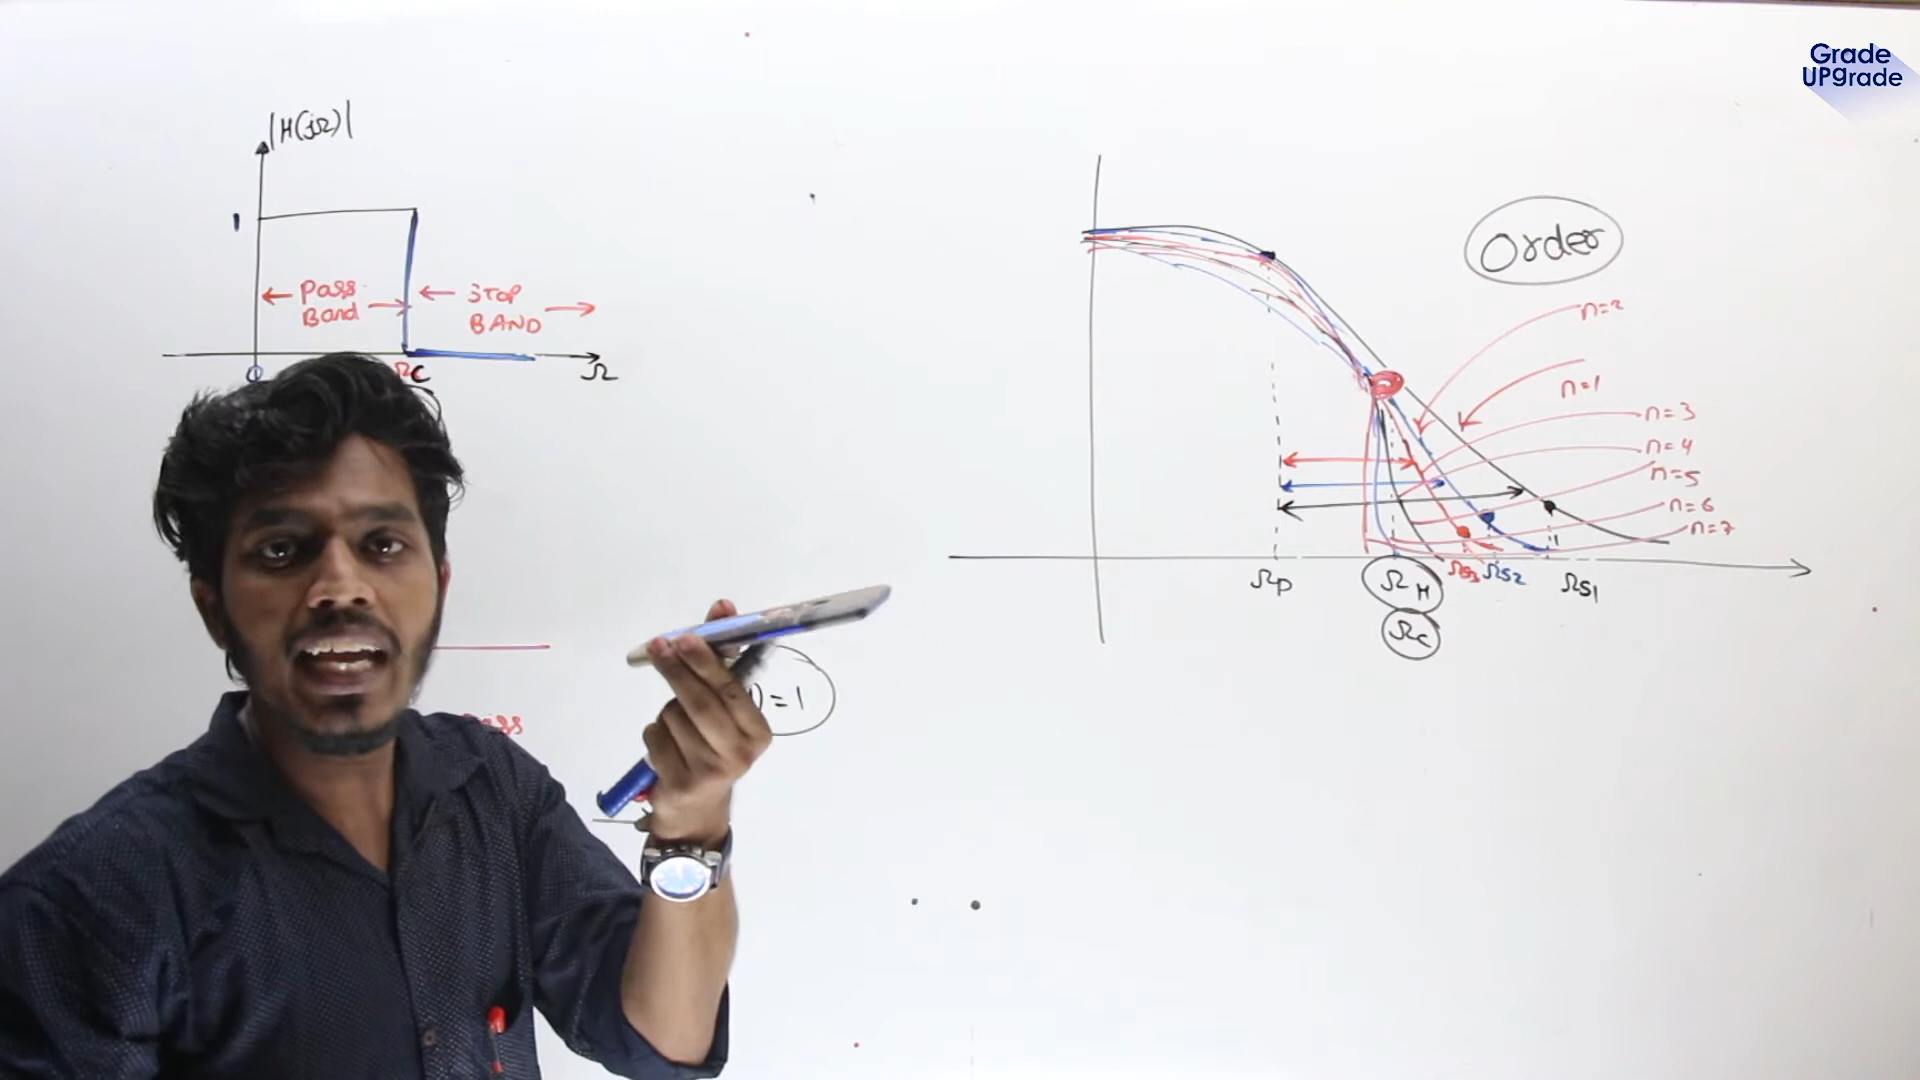 Grade
UPgrade
|H(jΩ)|
1
Pass
Band
STOP
BAND
0
Ωc
Ω
Order
n=2
n=1
n=3
n=4
n=5
n=6
n=7
Ωp
ΩH
Ωs3
Ωs2
Ωs1
Ωc
)=1